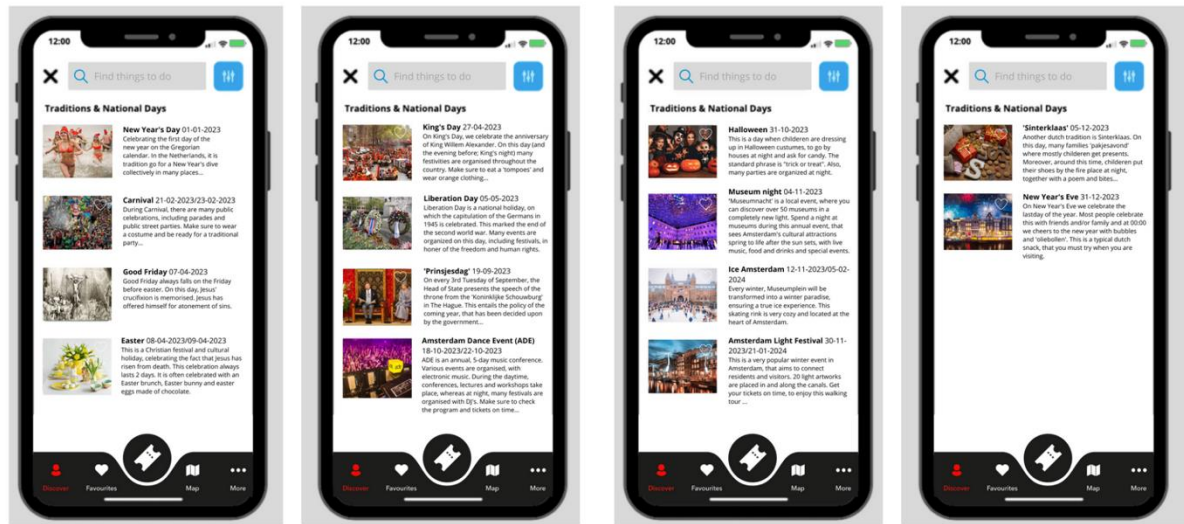 12:00
Find things to do
Traditions & National Days
New Year's Day 01-01-2023
Celebrating the first day of the
new year on the Gregorian
calendar. In the Netherlands, it is
tradition go for a New Year's dive
collectively in many places...
Carnival 21-02-2023/23-02-2023
During Carnival, there are many public
celebrations, including parades and
public street parties. Make sure to wear
a costume and be ready for a traditional
party...
Good Friday 07-04-2023
Good Friday always falls on the Friday
before easter. On this day, Jesus'
crucifixion is memorised. Jesus has
offered himself for atonement of sins.
Easter 08-04-2023/09-04-2023
This is a Christian festival and cultural
holiday, celebrating the fact that Jesus has
risen from death. This celebration always
lasts 2 days. It is often celebrated with an
Easter brunch, Easter bunny and easter
eggs made of chocolate.
Discover
Favourites
Map
More
12:00
Find things to do
Traditions & National Days
King's Day 27-04-2023
On King's Day, we celebrate the anniversary
of King Willem Alexander. On this day (and
the evening before; King's night) many
festivities are organised throughout the
country. Make sure to eat a 'tompoes' and
wear orange clothing...
Liberation Day 05-05-2023
Liberation Day is a national holiday, on
which the capitulation of the Germans in
1945 is celebrated. This marked the end of
the second world war. Many events are
organized on this day, including festivals, in
honer of the freedom and human rights.
'Prinsjesdag' 19-09-2023
On every 3rd Tuesday of September, the
Head of State presents the speech of the
throne from the 'Koninklijke Schouwburg'
in The Hague. This entails the policy of the
coming year, that has been decided upon
by the government...
Amsterdam Dance Event (ADE)
18-10-2023/22-10-2023
ADE is an annual, 5-day music conference.
Various events are organised, with
electronic music. During the daytime,
conferences, lectures and workshops take
place, whereas at night, many festivals are
organised with DJ's. Make sure to check
the program and tickets on time...
Discover
Favourites
Map
More
12:00
Find things to do
Traditions & National Days
Halloween 31-10-2023
This is a day when childeren are dressing
up in Halloween custumes, to go by
houses at night and ask for candy. The
standard phrase is "trick or treat". Also,
many parties are organized at night.
Museum night 04-11-2023
'Museumnacht' is a local event, where you
can discover over 50 museums in a
completely new light. Spend a night at
museums during this annual event, that
sees Amsterdam's cultural attractions
spring to life after the sun sets, with live
music, food and drinks and special events.
Ice Amsterdam 12-11-2023/05-02-
2024
Every winter, Museumplein will be
transformed into a winter paradise,
ensuring a true ice experience. This
skating rink is very cozy and located at the
heart of Amsterdam.
Amsterdam Light Festival 30-11-
2023/21-01-2024
This is a very popular winter event in
Amsterdam, that aims to connect
residents and visitors. 20 light artworks
are placed in and along the canals. Get
your tickets on time, to enjoy this walking
tour ...
Discover
Favourites
Map
More
12:00
Find things to do
Traditions & National Days
'Sinterklaas' 05-12-2023
Another dutch tradition is Sinterklaas. On
this day, many families 'pakjesavond'
where mostly childeren get presents.
Moreover, around this time, childeren put
their shoes by the fire place at night,
together with a poem and bites...
New Year's Eve 31-12-2023
On New Year's Eve we celebrate the
lastday of the year. Most people celebrate
this with friends and/or family and at 00:00
we cheers to the new year with bubbles
and 'oliebollen'. This is a typical dutch
snack, that you must try when you are
visiting.
Discover
Favourites
Map
More